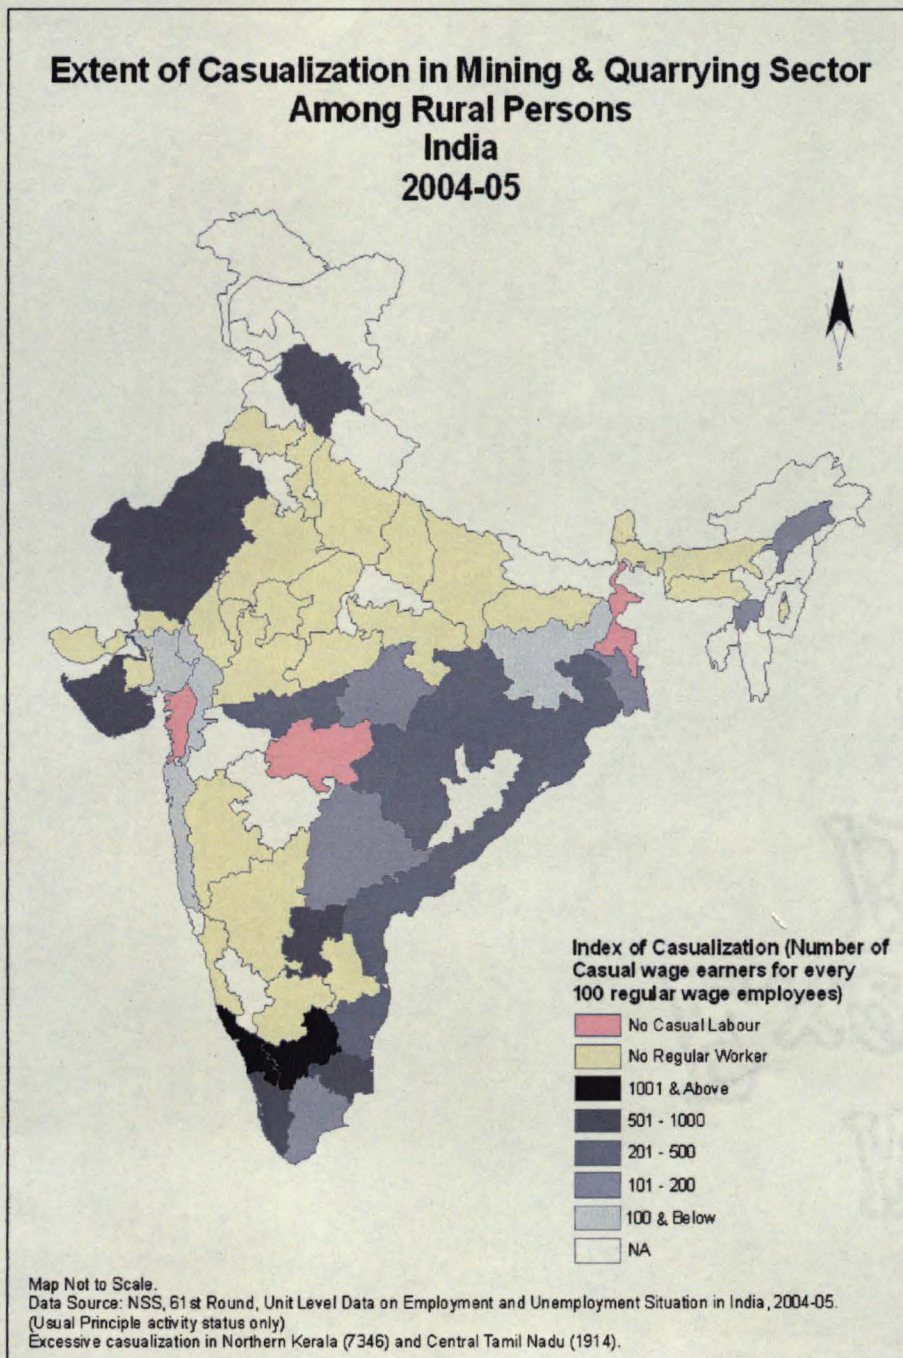 Extent of Casualization in Mining & Quarrying Sector
Among Rural Persons
India
2004-05
N
S
Index of Casualization (Number of
Casual wage earners for every
100 regular wage employees)
No Casual Labour
No Regular Worker
1001 & Above
501 - 1000
201 - 500
101 - 200
100 & Below
NA
Map Not to Scale.
Data Source: NSS, 61st Round, Unit Level Data on Employment and Unemployment Situation in India, 2004-05.
(Usual Principle activity status only)
Excessive casualization in Northern Kerala (7346) and Central Tamil Nadu (1914).